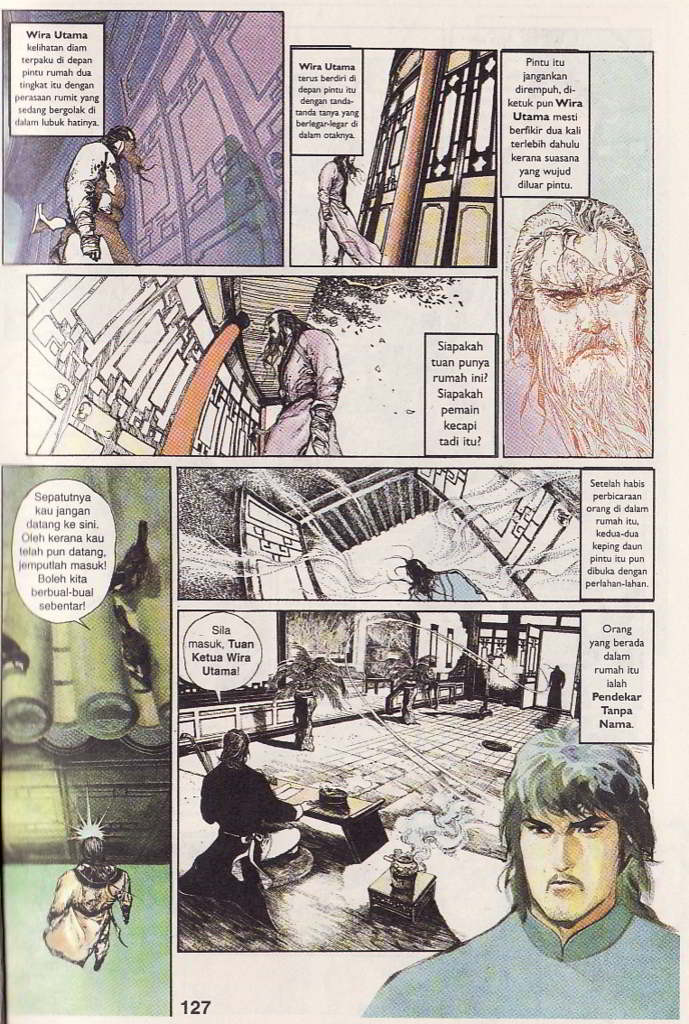 Wira Utama
kelihatan diam
terpaku di depan
pintu rumah dua
tingkat itu dengan
perasaan rumit yang
sedang bergolak di
dalam lubuk hatinya.
Wira Utama
terus berdiri di
depan pintu itu
dengan tanda-
tanda tanya yang
berlegar-legar di
dalam otaknya.
Pintu itu
jangankan
dirempuh, di-
ketuk pun Wira
Utama mesti
berfikir dua kali
terlebih dahulu
kerana suasana
yang wujud
diluar pintu.
Siapakah
tuan punya
rumah ini?
Siapakah
pemain
kecapi
tadi itu?
Sepatutnya
kau jangan
datang ke sini.
Oleh kerana kau
telah pun datang,
jemputlah masuk!
Boleh kita
berbual-bual
sebentar!
Setelah habis
perbicaraan
orang di dalam
rumah itu,
kedua-dua
keping daun
pintu itu pun
dibuka dengan
perlahan-lahan.
Sila
masuk, Tuan
Ketua Wira
Utama!
Orang
yang berada
dalam
rumah itu
ialah
Pendekar
Tanpa
Nama.
127